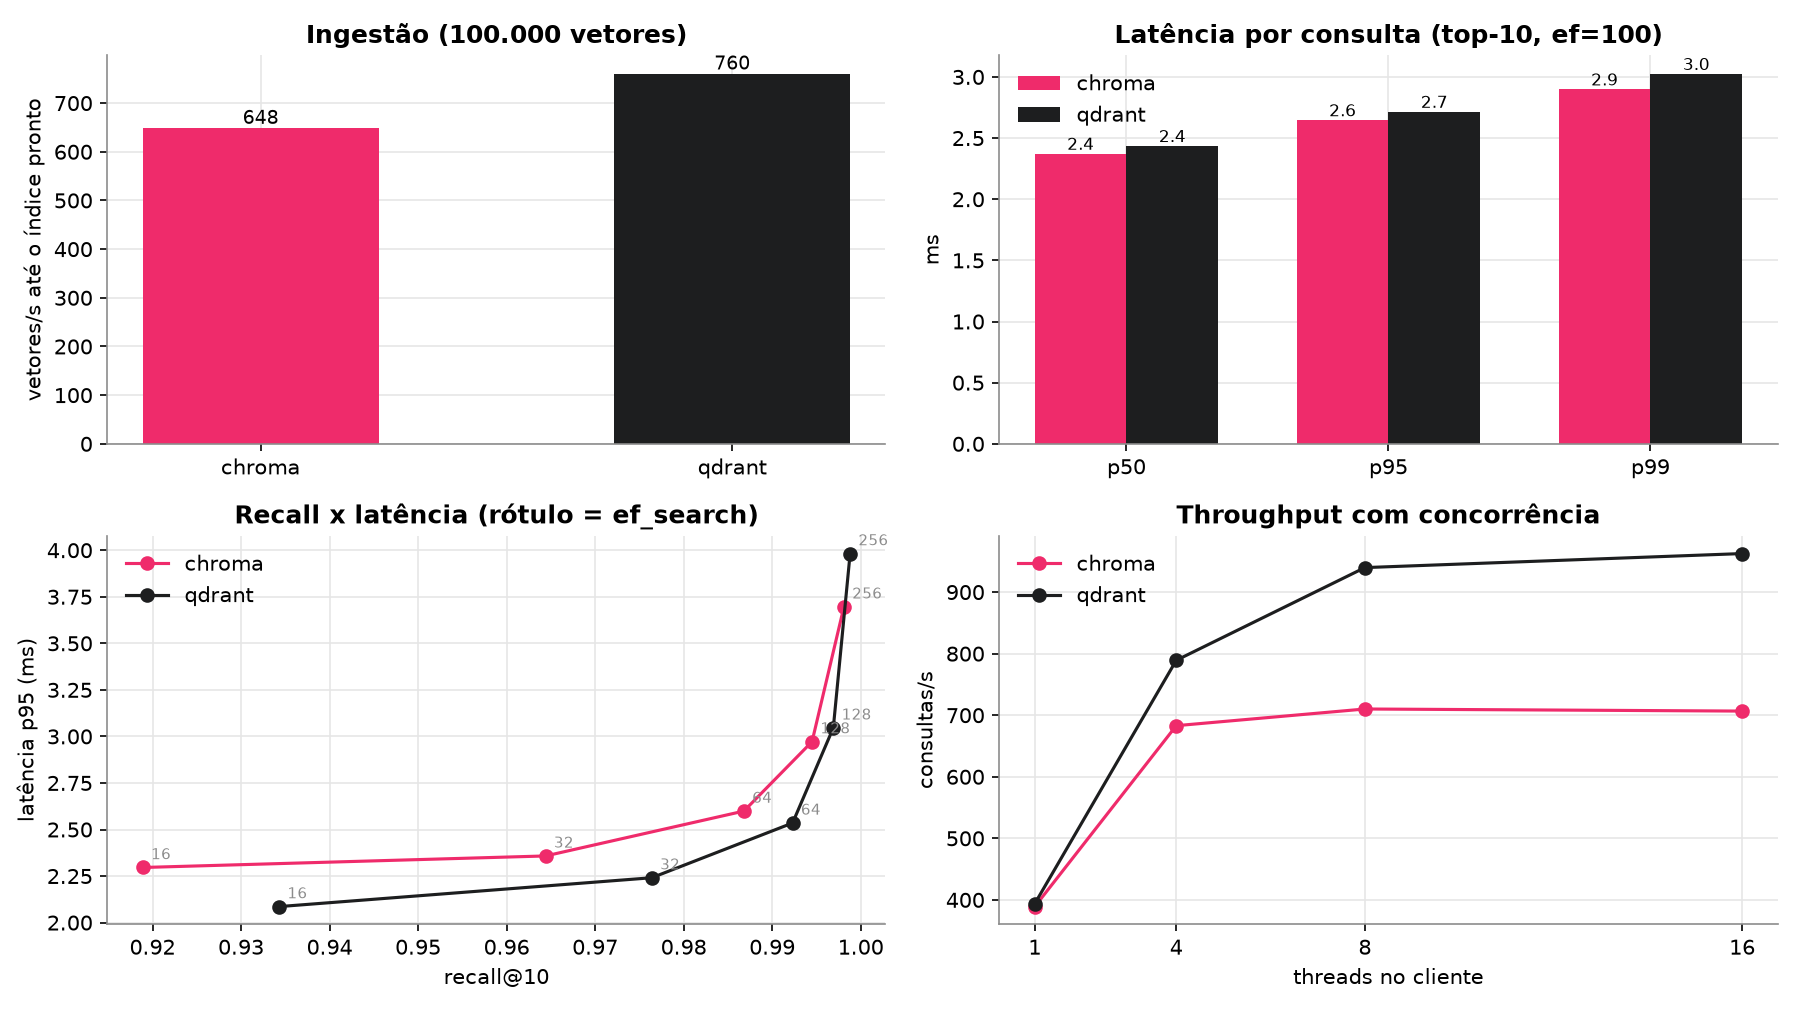 Ingestão (100.000 vetores)
vetores/s até o índice pronto
700
600
500
400
300
200
100
0
648
760
chroma
qdrant
Latência por consulta (top-10, ef=100)
ms
3.0
2.5
2.0
1.5
1.0
0.5
0.0
chroma
qdrant
2.4
2.4
2.6
2.7
2.9
3.0
p50
p95
p99
Recall x latência (rótulo = ef_search)
latência p95 (ms)
4.00
3.75
3.50
3.25
3.00
2.75
2.50
2.25
2.00
chroma
qdrant
16
32
64
128
256
16
32
64
128
256
0.92
0.93
0.94
0.95
0.96
0.97
0.98
0.99
1.00
recall@10
Throughput com concorrência
consultas/s
900
800
700
600
500
400
chroma
qdrant
1
4
8
16
threads no cliente